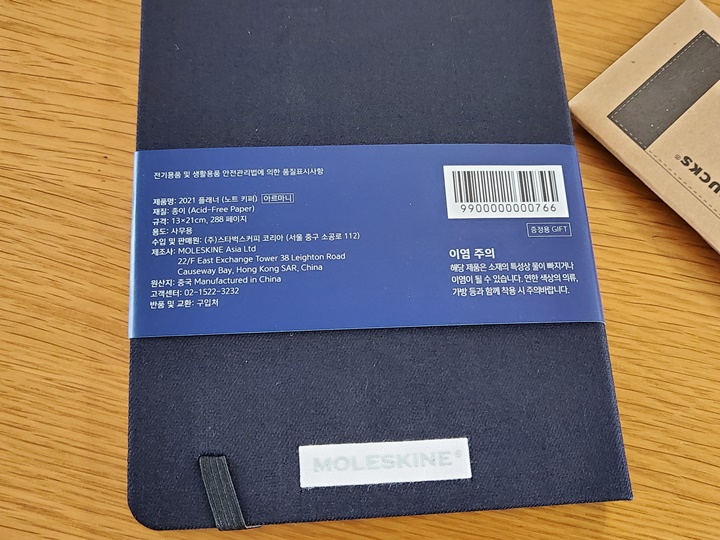 전기용품 및 생활용품 안전관리법에 의한 품질표시사항
제품명: 2021 플래너 (노트 키퍼) 아르마니
재질: 종이 (Acid-Free Paper)
규격: 13×21cm, 288 페이지
용도: 사무용
수입 및 판매원: (주)스타벅스커피 코리아 (서울 중구 소공로 112)
제조사: MOLESKINE Asia Ltd
22/F East Exchange Tower 38 Leighton Road
Causeway Bay, Hong Kong SAR, China
원산지: 중국 Manufactured in China
고객센터: 02-1522-3232
반품 및 교환: 구입처
9900000000766
증정용 GIFT
이염 주의
해당 제품은 소재의 특성상 물이 빠지거나
이염이 될 수 있습니다. 연한 색상의 의류,
가방 등과 함께 착용 시 주의바랍니다.
MOLESKINE®
UCKS®